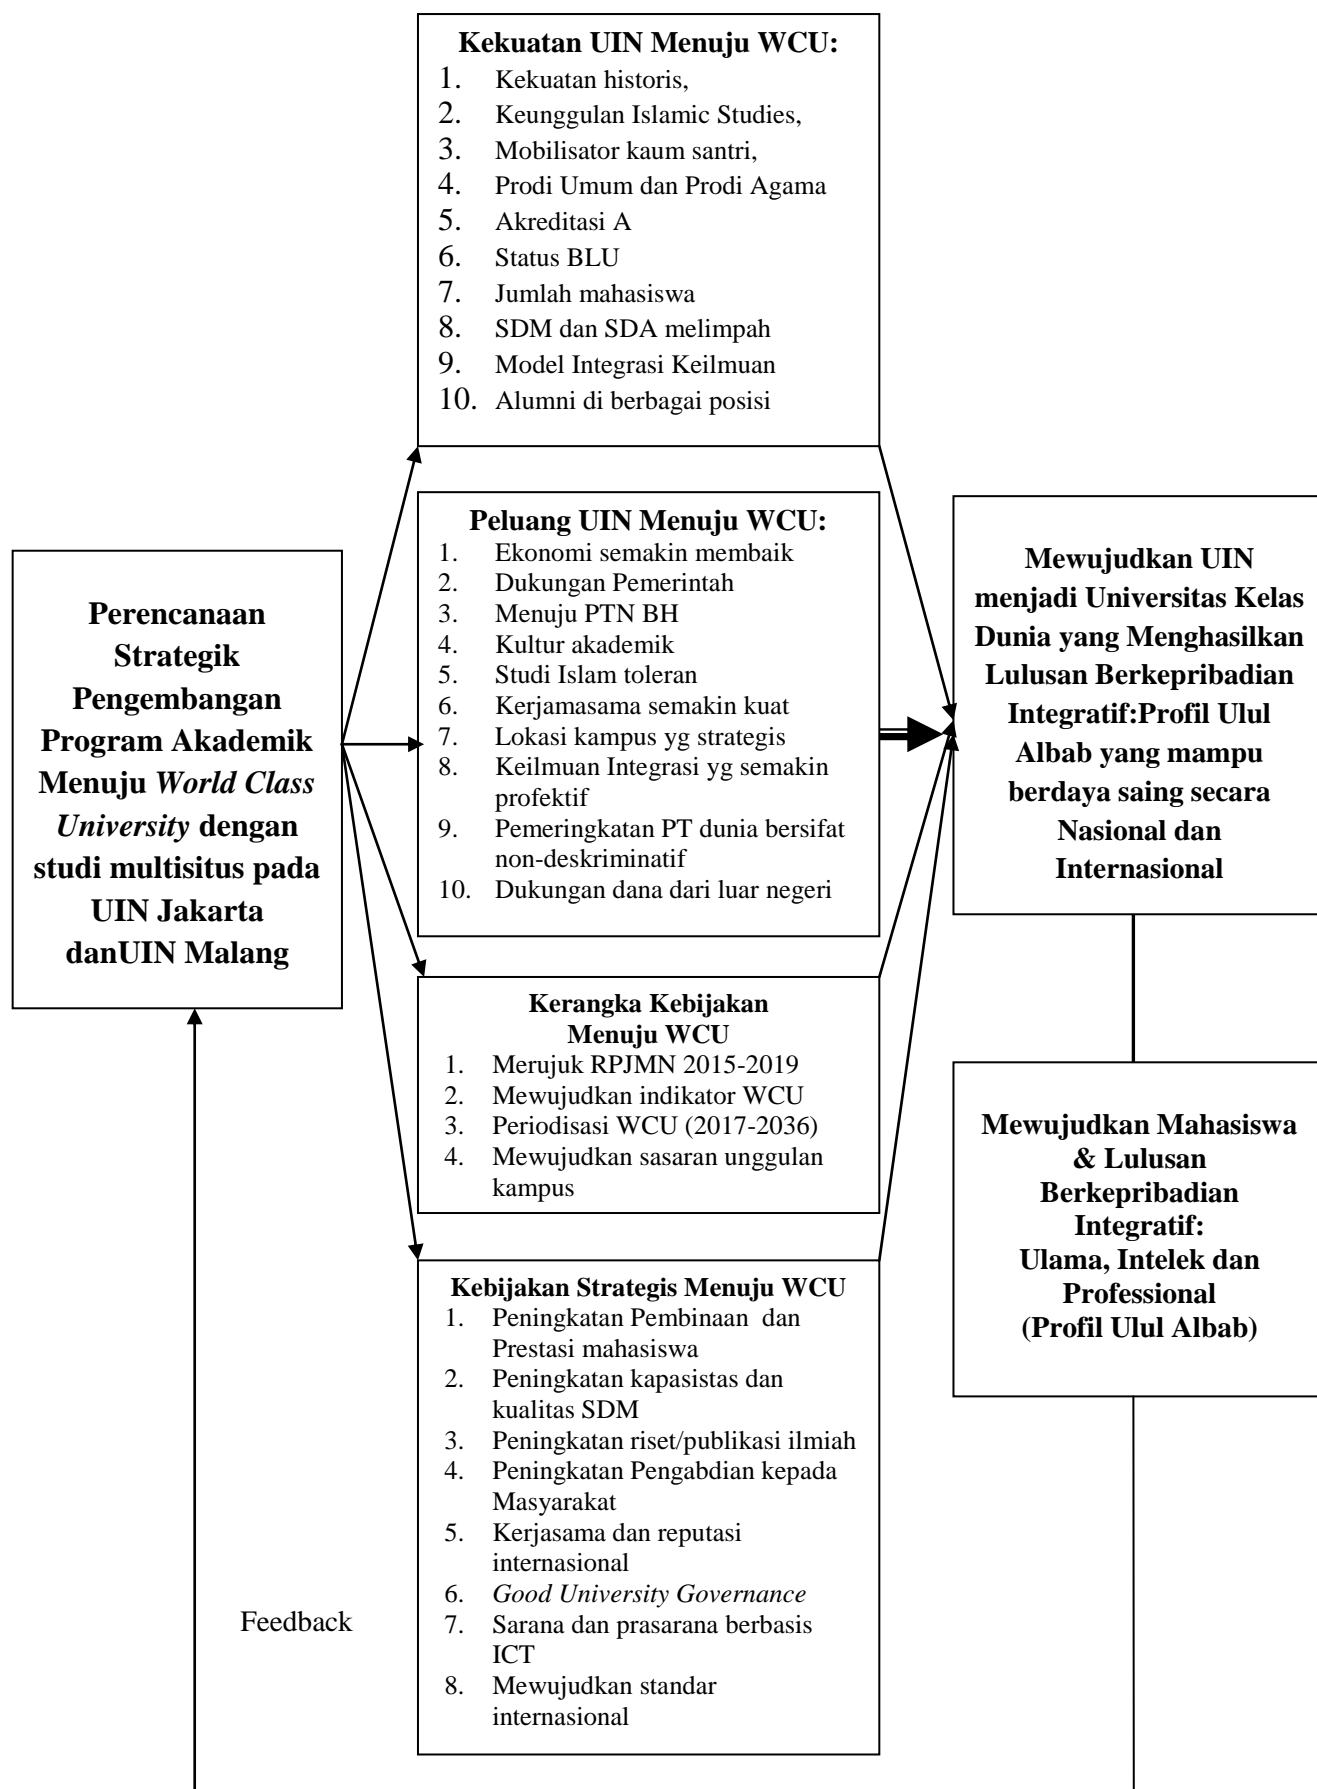 Kekuatan UIN Menuju WCU:
1. Kekuatan historis,
2. Keunggulan Islamic Studies,
3. Mobilisator kaum santri,
4. Prodi Umum dan Prodi Agama
5. Akreditasi A
6. Status BLU
7. Jumlah mahasiswa
8. SDM dan SDA melimpah
9. Model Integrasi Keilmuan
10. Alumni di berbagai posisi
Perencanaan
Strategik
Pengembangan
Program Akademik
Menuju World Class
University dengan
studi multisitus pada
UIN Jakarta
danUIN Malang
Peluang UIN Menuju WCU:
1. Ekonomi semakin membaik
2. Dukungan Pemerintah
3. Menuju PTN BH
4. Kultur akademik
5. Studi Islam toleran
6. Kerjamasama semakin kuat
7. Lokasi kampus yg strategis
8. Keilmuan Integrasi yg semakin
profektif
9. Pemeringkatan PT dunia bersifat
non-deskriminatif
10. Dukungan dana dari luar negeri
Kerangka Kebijakan
Menuju WCU
1. Merujuk RPJMN 2015-2019
2. Mewujudkan indikator WCU
3. Periodisasi WCU (2017-2036)
4. Mewujudkan sasaran unggulan
kampus
Kebijakan Strategis Menuju WCU
1. Peningkatan Pembinaan  dan
Prestasi mahasiswa
2. Peningkatan kapasistas dan
kualitas SDM
3. Peningkatan riset/publikasi ilmiah
4. Peningkatan Pengabdian kepada
Masyarakat
5. Kerjasama dan reputasi
internasional
6. Good University Governance
7. Sarana dan prasarana berbasis
ICT
8. Mewujudkan standar
internasional
Mewujudkan UIN
menjadi Universitas Kelas
Dunia yang Menghasilkan
Lulusan Berkepribadian
Integratif:Profil Ulul
Albab yang mampu
berdaya saing secara
Nasional dan
Internasional
Mewujudkan Mahasiswa
& Lulusan
Berkepribadian
Integratif:
Ulama, Intelek dan
Professional
(Profil Ulul Albab)
Feedback